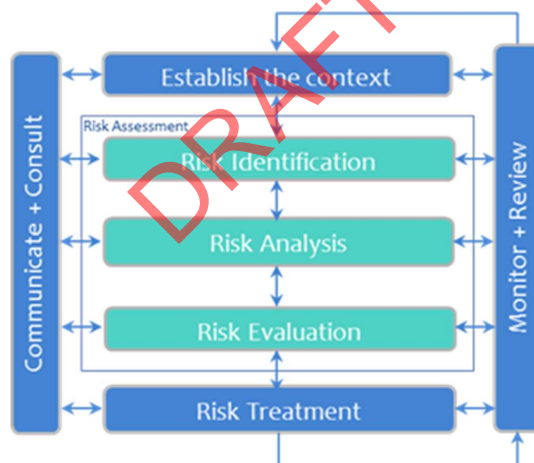 Establish the context
Risk Assessment
Risk Identification
Risk Analysis
Risk Evaluation
Risk Treatment
Communicate + Consult
Monitor + Review
DRAFT